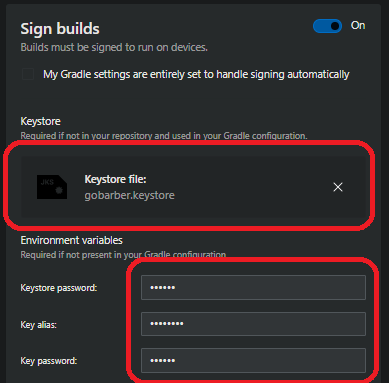 Sign builds
On
Builds must be signed to run on devices.
My Gradle settings are entirely set to handle signing automatically
Keystore
Required if not in your repository and used in your Gradle configuration.
JKS
Keystore file:
gobarber.keystore
Environment variables
Required if not present in your Gradle configuration
Keystore password:
••••••
Key alias:
••••••••
Key password:
••••••